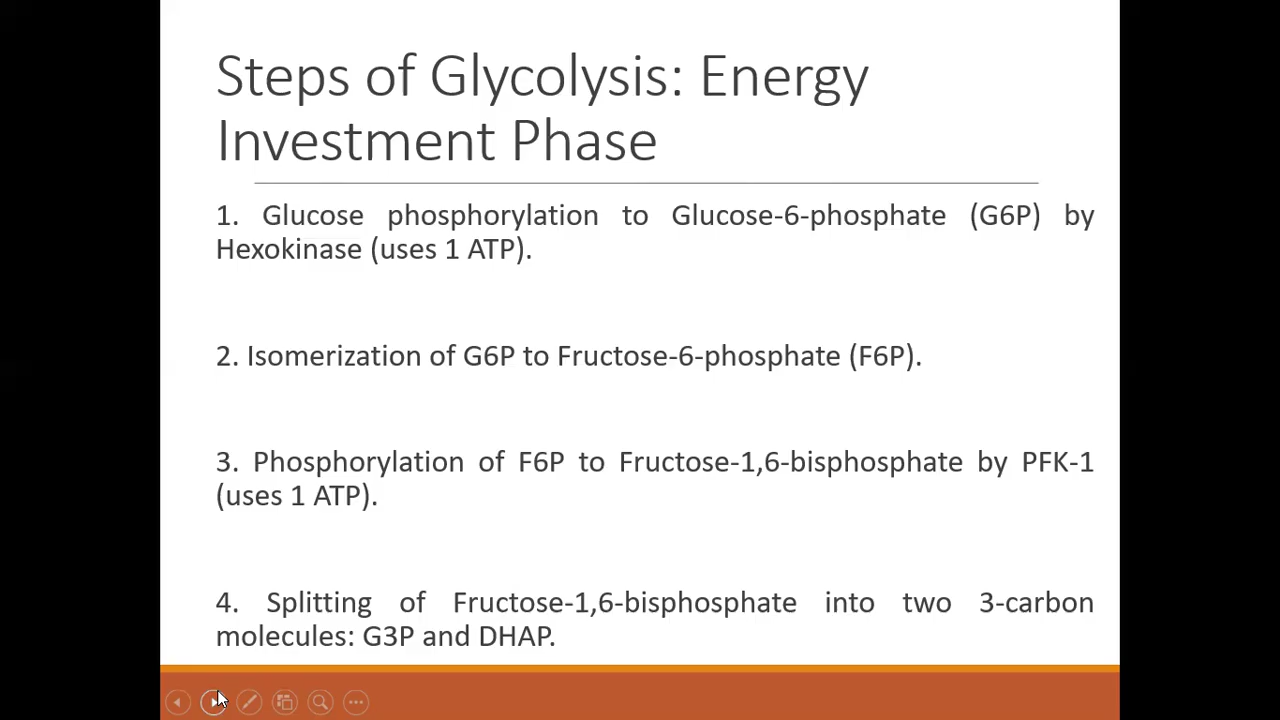 Steps of Glycolysis: Energy
Investment Phase
1. Glucose phosphorylation to Glucose-6-phosphate (G6P) by
Hexokinase (uses 1 ATP).
2. Isomerization of G6P to Fructose-6-phosphate (F6P).
3. Phosphorylation of F6P to Fructose-1,6-bisphosphate by PFK-1
(uses 1 ATP).
4. Splitting of Fructose-1,6-bisphosphate into two 3-carbon
molecules: G3P and DHAP.